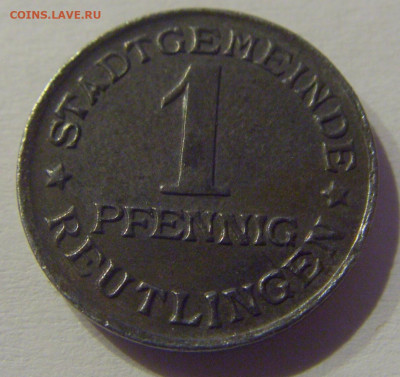 COINS.LAVE.RU
STADTGEMEINDE
1
PFENNIG
REUTLINGEN